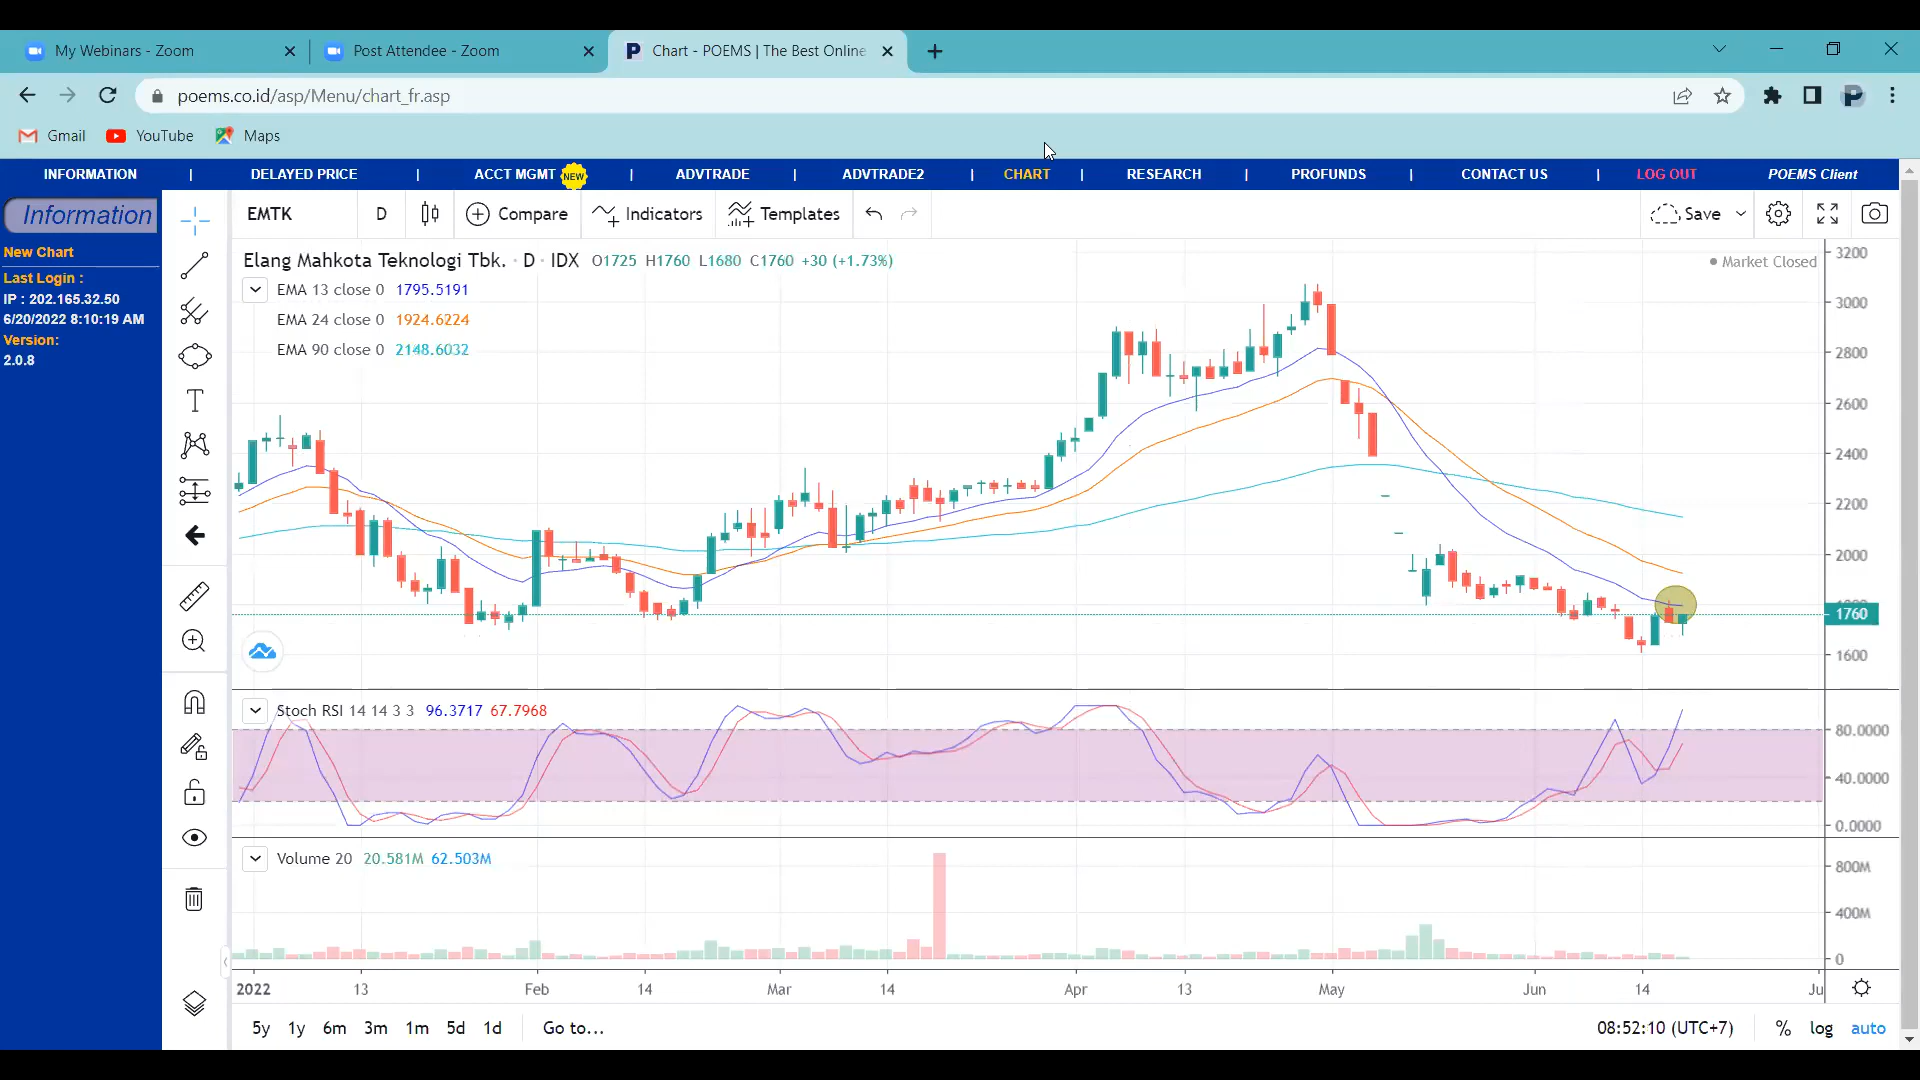 My Webinars - Zoom
Post Attendee - Zoom
Chart - POEMS | The Best Online
poems.co.id/asp/Menu/chart_fr.asp
Gmail
YouTube
Maps
INFORMATION | DELAYED PRICE | ACCT MGMT NEW | ADVTRADE | ADVTRADE2 | CHART | RESEARCH | PROFUNDS | CONTACT US | LOG OUT POEMS Client
Information
New Chart
Last Login :
IP : 202.165.32.50
6/20/2022 8:10:19 AM
Version:
2.0.8
EMTK D Compare Indicators Templates Save
Elang Mahkota Teknologi Tbk. · D · IDX O1725 H1760 L1680 C1760 +30 (+1.73%)
Market Closed
EMA 13 close 0 1795.5191
EMA 24 close 0 1924.6224
EMA 90 close 0 2148.6032
3200
3000
2800
2600
2400
2200
2000
1760
1600
Stoch RSI 14 14 3 3 96.3717 67.7968
80.0000
40.0000
0.0000
Volume 20 20.581M 62.503M
800M
400M
0
2022 13 Feb 14 Mar 14 Apr 13 May Jun 14 Ju
5y 1y 6m 3m 1m 5d 1d Go to...
08:52:10 (UTC+7) % log auto